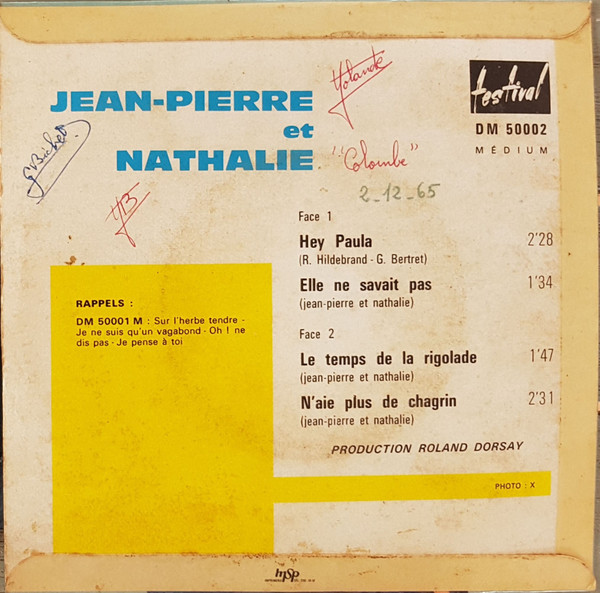 JEAN-PIERRE
et
NATHALIE
Yolande
"Colombe"
2-12-65
YB
festival
DM 50002
MÉDIUM
Face 1
Hey Paula 2'28
(R. Hildebrand - G. Bertret)
Elle ne savait pas 1'34
(jean-pierre et nathalie)
Face 2
Le temps de la rigolade 1'47
(jean-pierre et nathalie)
N'aie plus de chagrin 2'31
(jean-pierre et nathalie)
PRODUCTION ROLAND DORSAY
RAPPELS :
DM 50001 M : Sur l'herbe tendre -
Je ne suis qu'un vagabond - Oh ! ne
dis pas - Je pense à toi
PHOTO : X